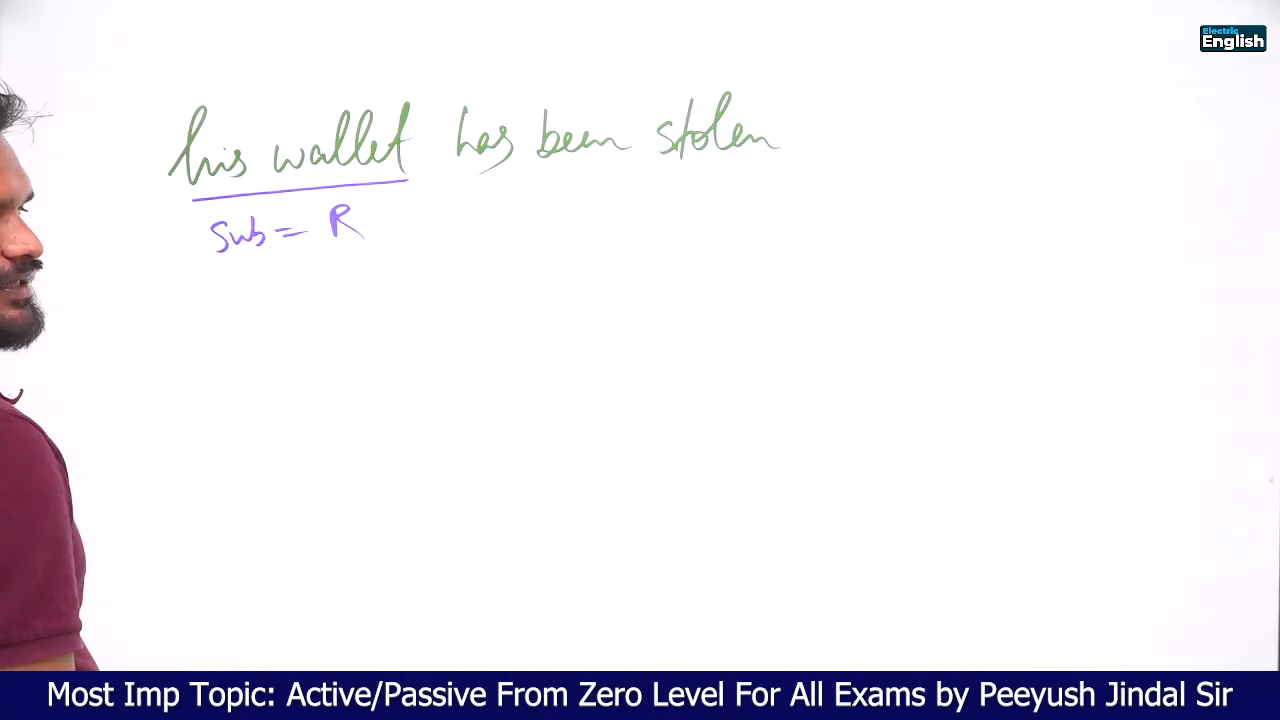 Electric
English
his wallet has been stolen
sub = R
Most Imp Topic: Active/Passive From Zero Level For All Exams by Peeyush Jindal Sir